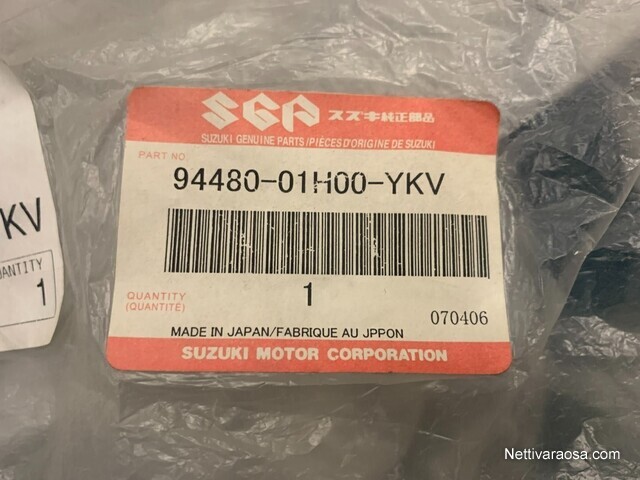 SGP スズキ純正部品
SUZUKI GENUINE PARTS/PIÈCES D'ORIGINE DE SUZUKI
PART NO.
94480-01H00-YKV
QUANTITY
(QUANTITÉ)
1
070406
MADE IN JAPAN/FABRIQUE AU JPPON
SUZUKI MOTOR CORPORATION
KV
ANTITY
1
Nettivaraosa.com